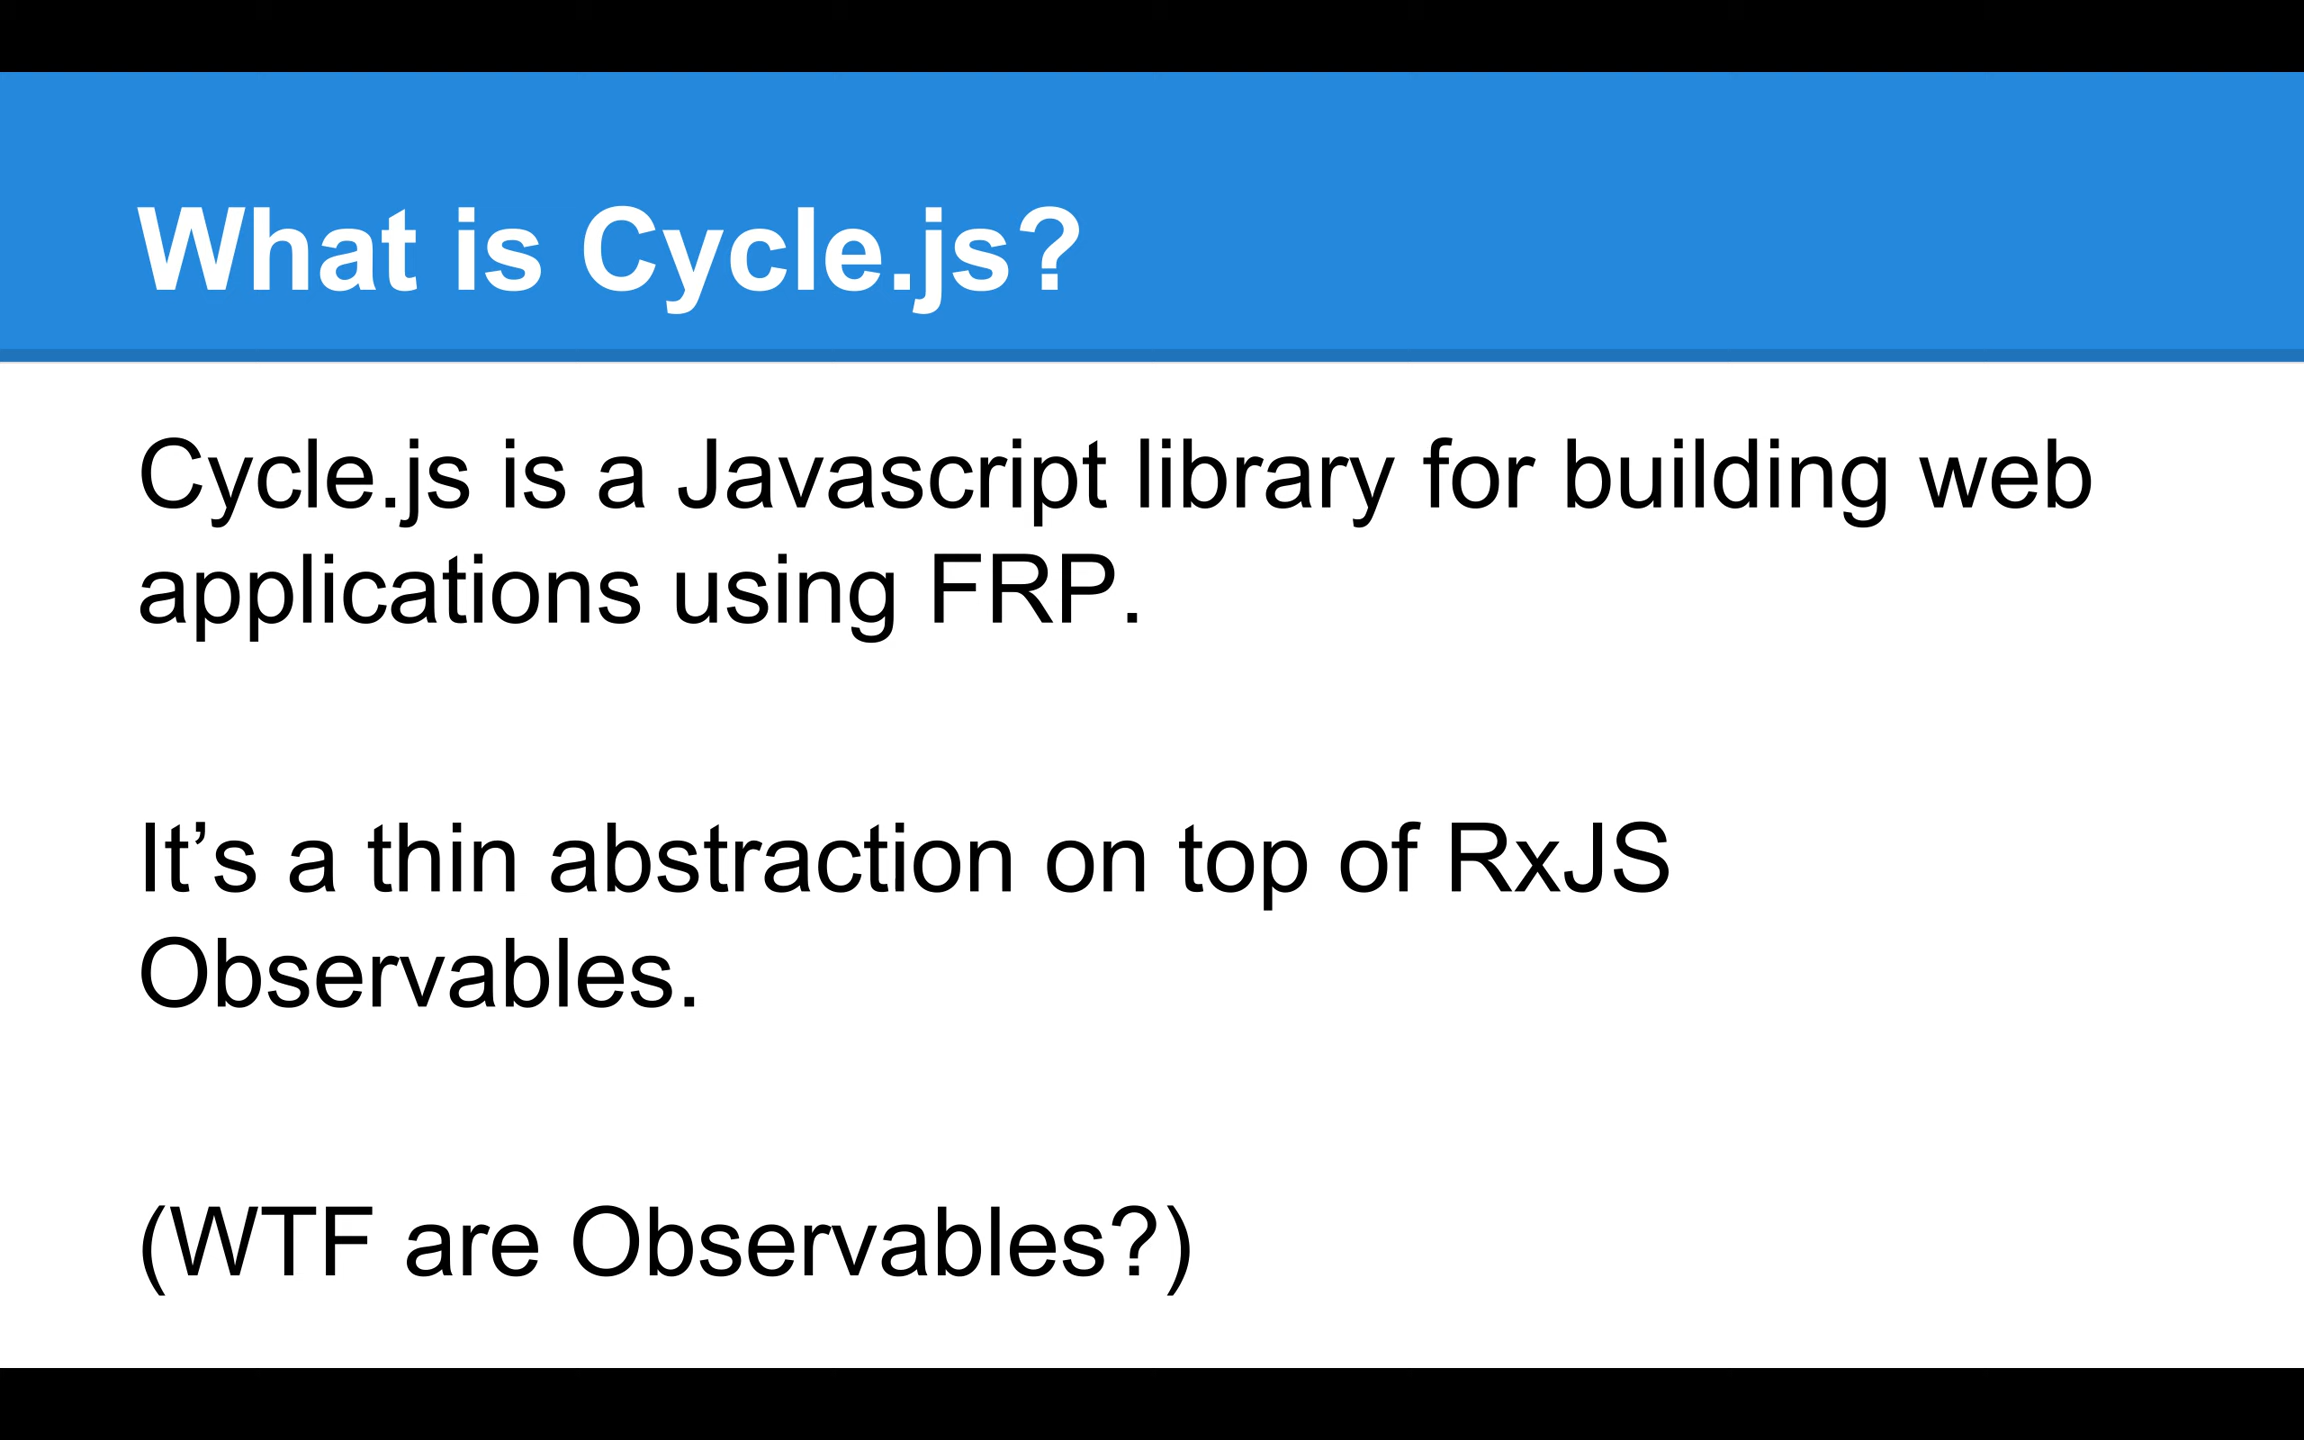 What is Cycle.js?
Cycle.js is a Javascript library for building web
applications using FRP.
It’s a thin abstraction on top of RxJS
Observables.
(WTF are Observables?)